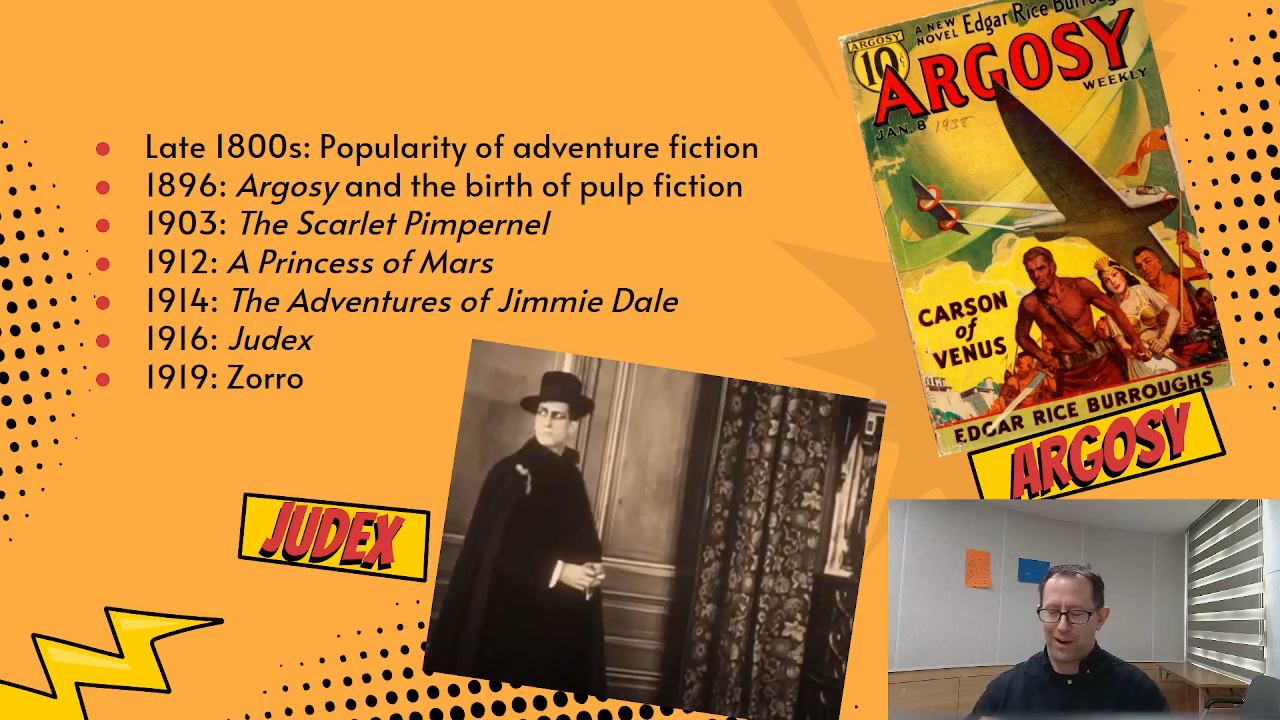 Late 1800s: Popularity of adventure fiction
1896: Argosy and the birth of pulp fiction
1903: The Scarlet Pimpernel
1912: A Princess of Mars
1914: The Adventures of Jimmie Dale
1916: Judex
1919: Zorro
A NEW NOVEL Edgar Rice Burroughs
ARGOSY
10¢
ARGOSY
WEEKLY
JAN. 8 1938
CARSON
of
VENUS
EDGAR RICE BURROUGHS
ARGOSY
JUDEX